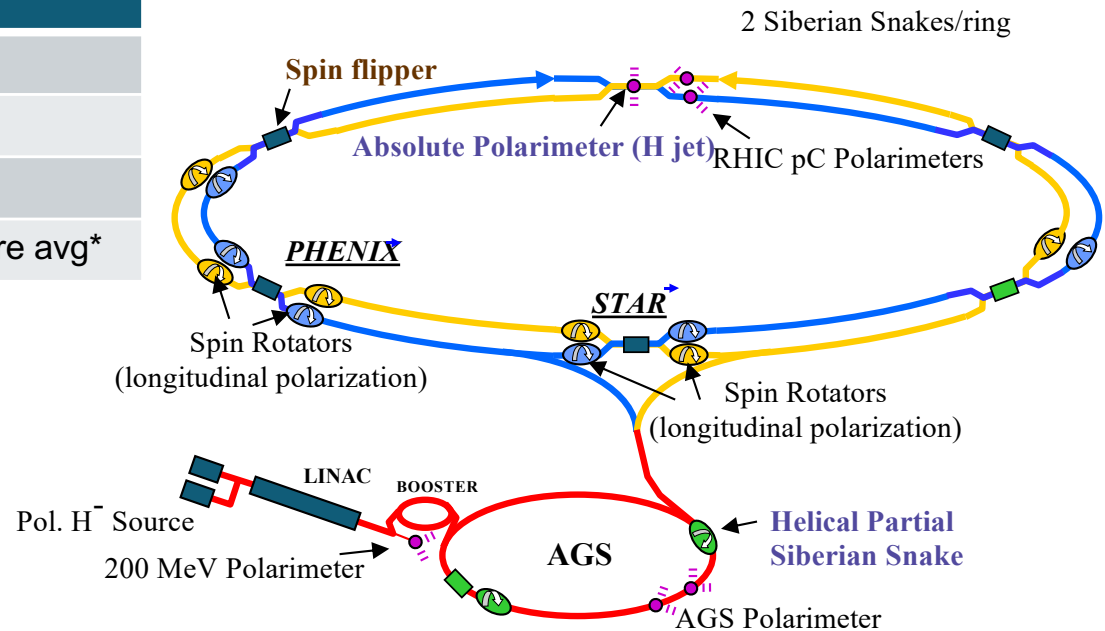 2 Siberian Snakes/ring
Spin flipper
Absolute Polarimeter (H jet)
RHIC pC Polarimeters
re avg*
PHENIX
STAR
Spin Rotators
(longitudinal polarization)
Spin Rotators
(longitudinal polarization)
LINAC
BOOSTER
Pol. H⁻ Source
200 MeV Polarimeter
AGS
Helical Partial
Siberian Snake
AGS Polarimeter